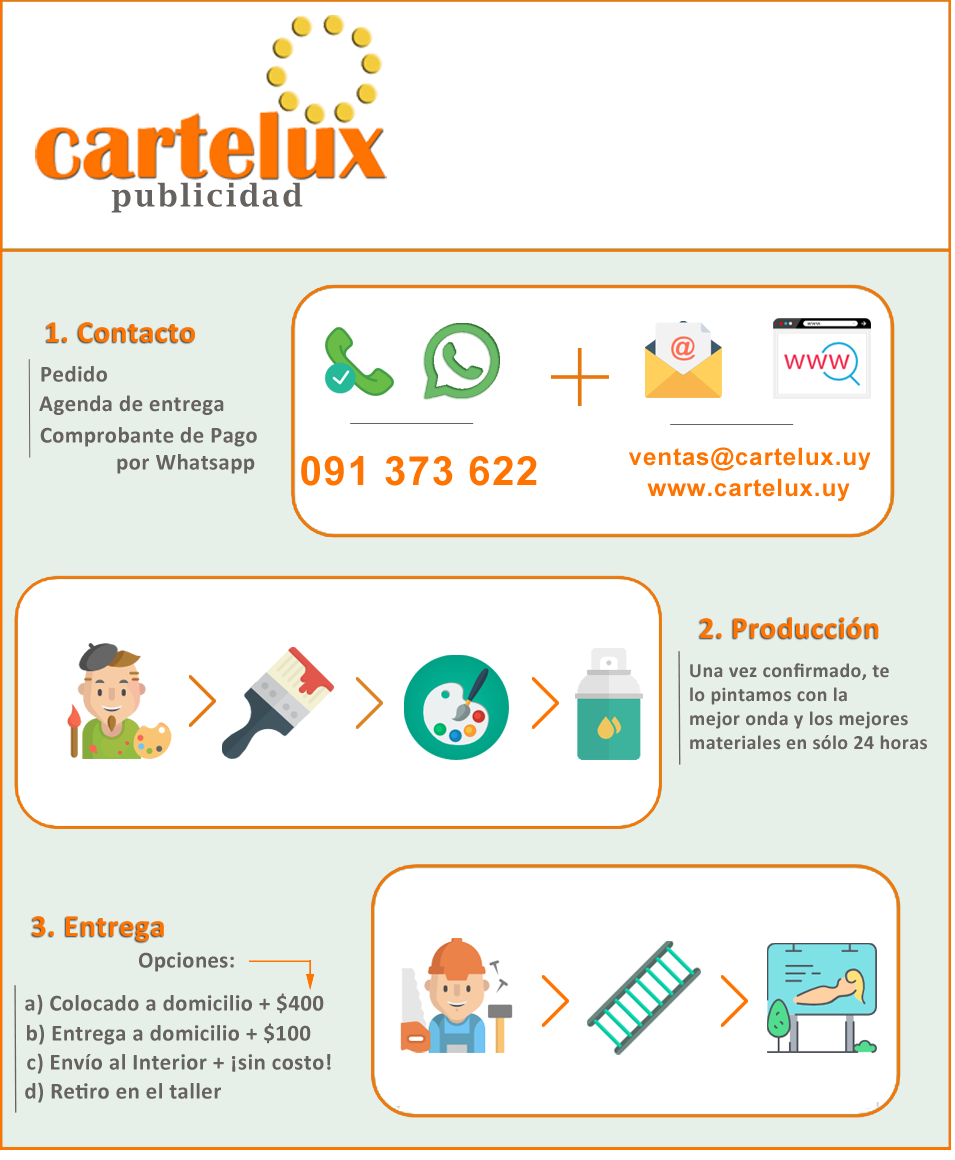 cartelux
publicidad
1. Contacto
Pedido
Agenda de entrega
Comprobante de Pago
por Whatsapp
@
www
www
091 373 622
ventas@cartelux.uy
www.cartelux.uy
2. Producción
Una vez confirmado, te
lo pintamos con la
mejor onda y los mejores
materiales en sólo 24 horas
3. Entrega
Opciones:
a) Colocado a domicilio + $400
b) Entrega a domicilio + $100
c) Envío al Interior + ¡sin costo!
d) Retiro en el taller